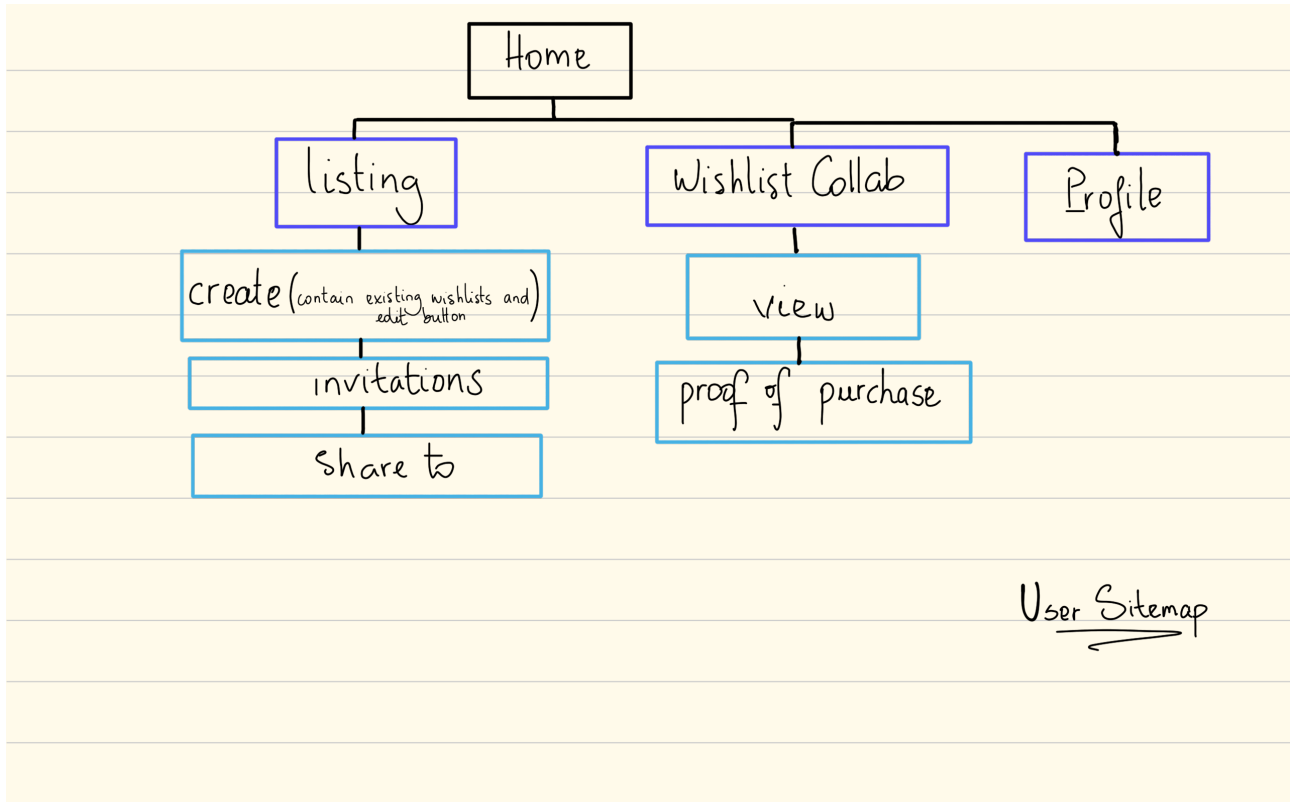 Home
listing
Wishlist Collab
Profile
create (contain existing wishlists and
edit button)
view
invitations
proof of purchase
share to
User Sitemap